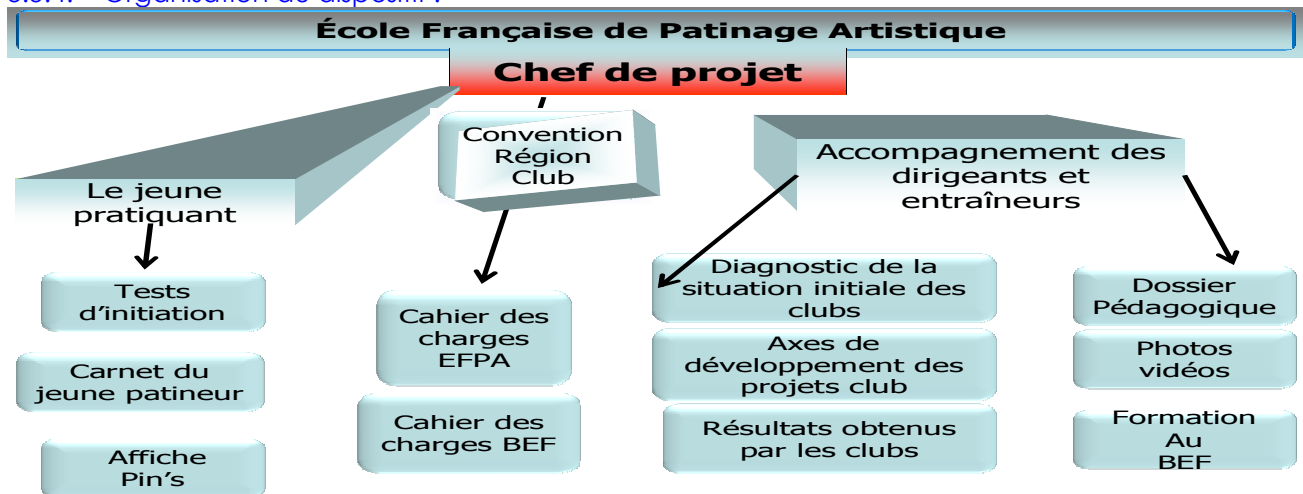 École Française de Patinage Artistique
Chef de projet
Le jeune
pratiquant
Tests
d’initiation
Carnet du
jeune patineur
Affiche
Pin’s
Convention
Région
Club
Cahier des
charges
EFPA
Cahier des
charges BEF
Accompagnement des
dirigeants et
entraîneurs
Diagnostic de la
situation initiale des
clubs
Axes de
développement des
projets club
Résultats obtenus
par les clubs
Dossier
Pédagogique
Photos
vidéos
Formation
Au
BEF